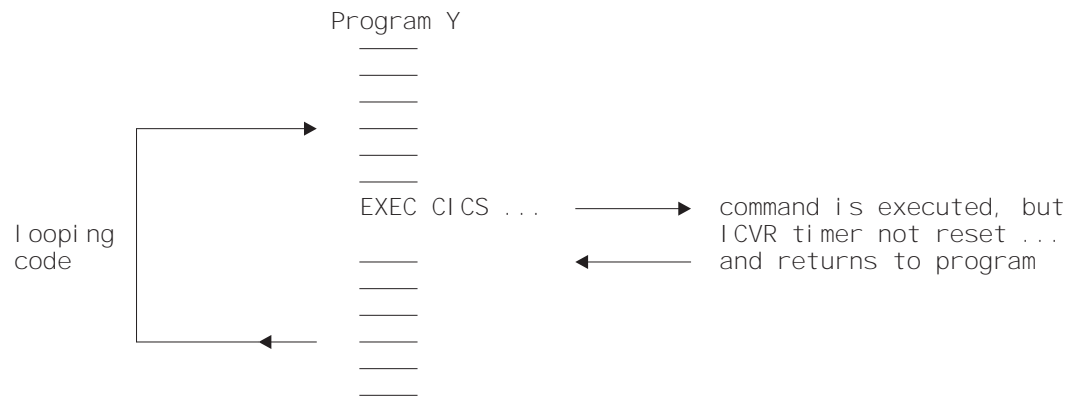 Program Y
EXEC CICS ...
command is executed, but
ICVR timer not reset ...
and returns to program
looping
code